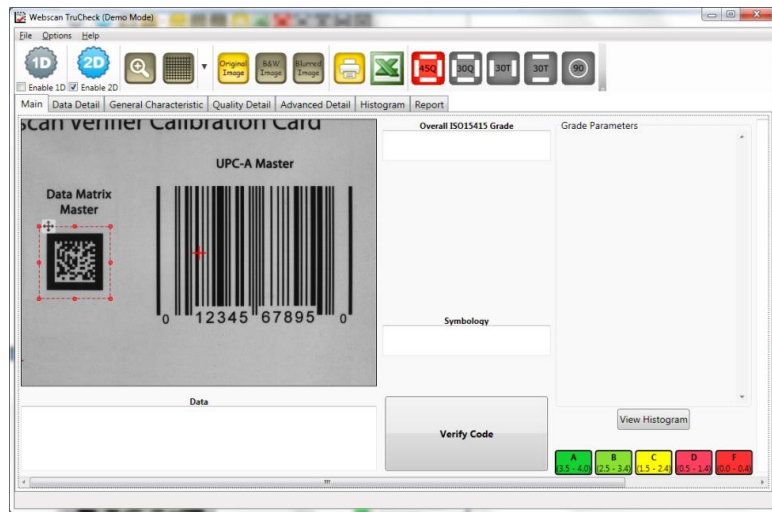 Webscan TruCheck (Demo Mode)
File Options Help
1D
2D
Original Image
B&W Image
Blurred Image
45Q
30Q
30T
30T
90
Enable 1D
Enable 2D
Main Data Detail General Characteristic Quality Detail Advanced Detail Histogram Report
Verifier Calibration Card
UPC-A Master
Data Matrix
Master
0 12345 67895 0
Overall ISO15415 Grade
Grade Parameters
Symbology
Data
Verify Code
View Histogram
A
(3.5 - 4.0)
B
(2.5 - 3.4)
C
(1.5 - 2.4)
D
(0.5 - 1.4)
F
(0.0 - 0.4)